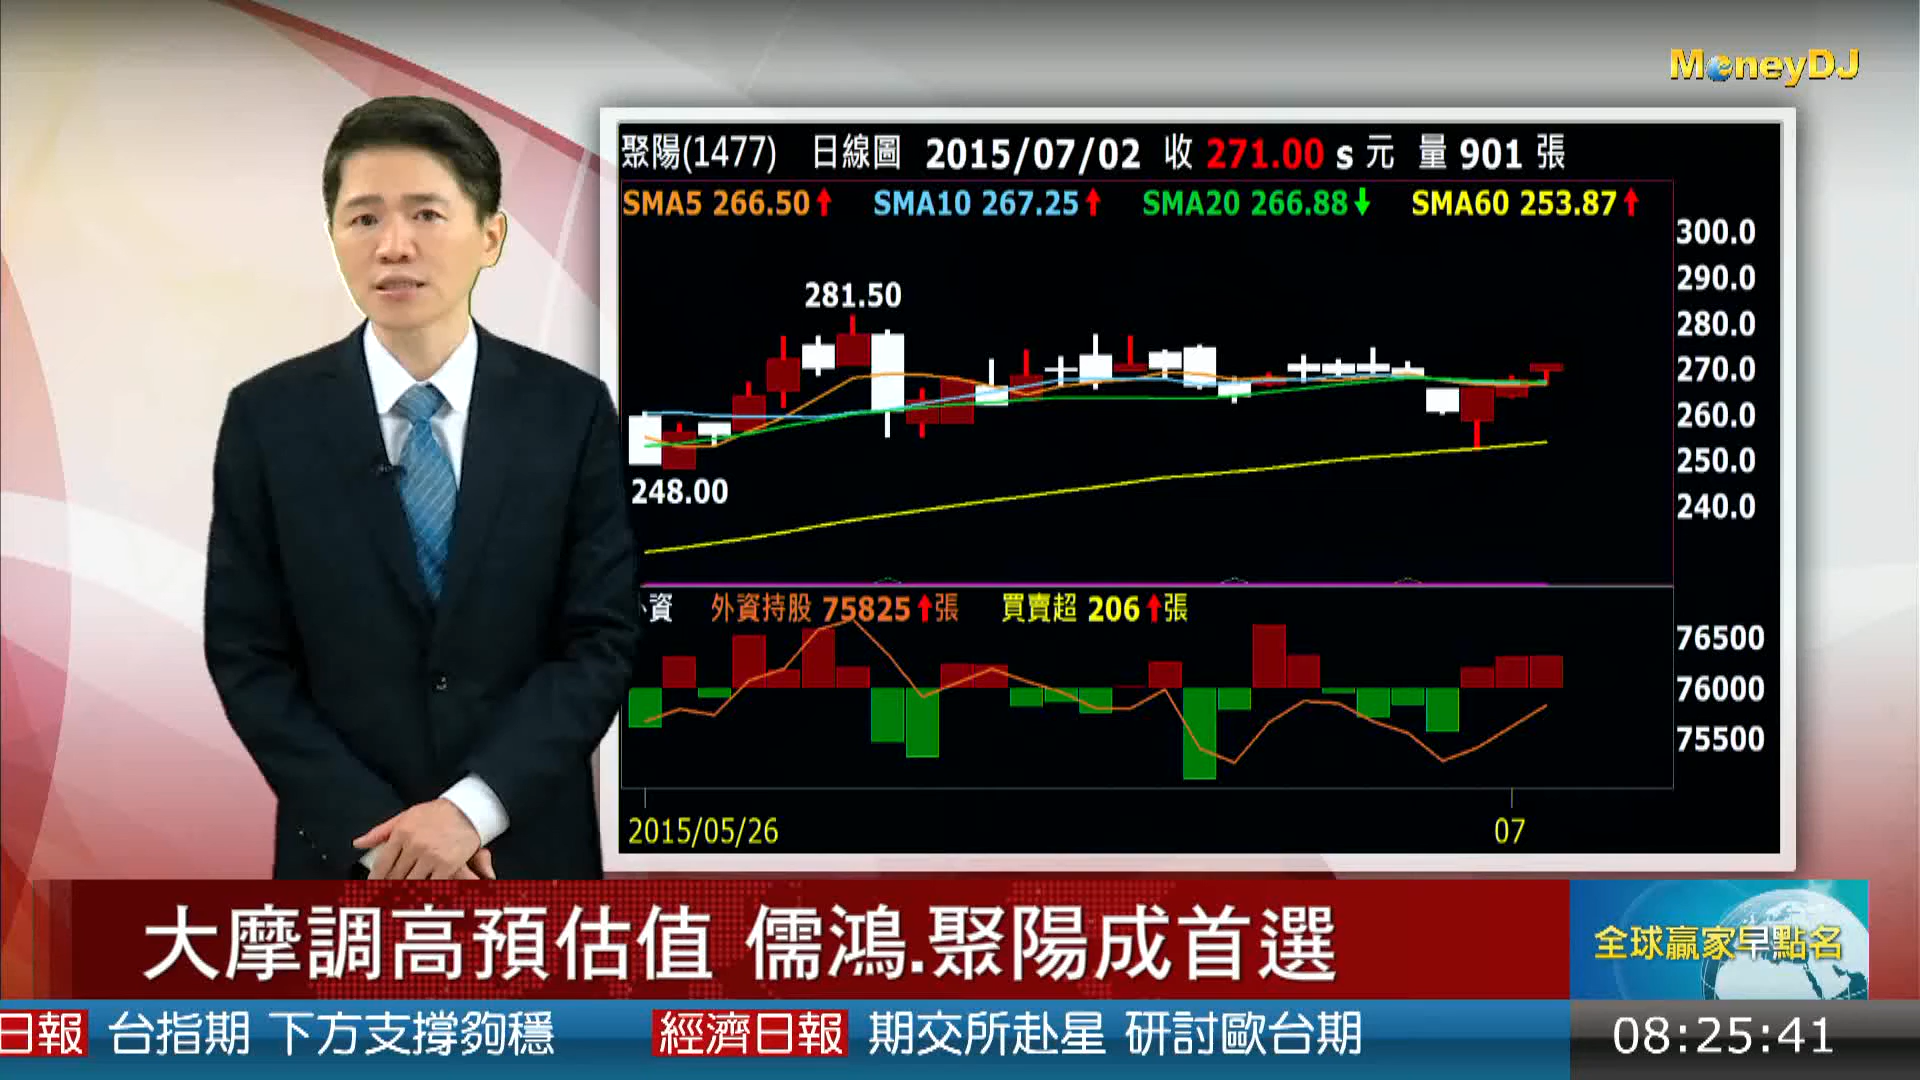 MoneyDJ
聚陽(1477) 日線圖 2015/07/02 收 271.00 s 元 量 901 張
SMA5 266.50↑ SMA10 267.25↑ SMA20 266.88↓ SMA60 253.87↑
300.0
290.0
281.50
280.0
270.0
260.0
250.0
248.00
240.0
資 外資持股 75825↑張 買賣超 206↑張
76500
76000
75500
2015/05/26 07
大摩調高預估值 儒鴻.聚陽成首選
全球贏家早點名
日報 台指期 下方支撐夠穩 經濟日報 期交所赴星 研討歐台期
08:25:41